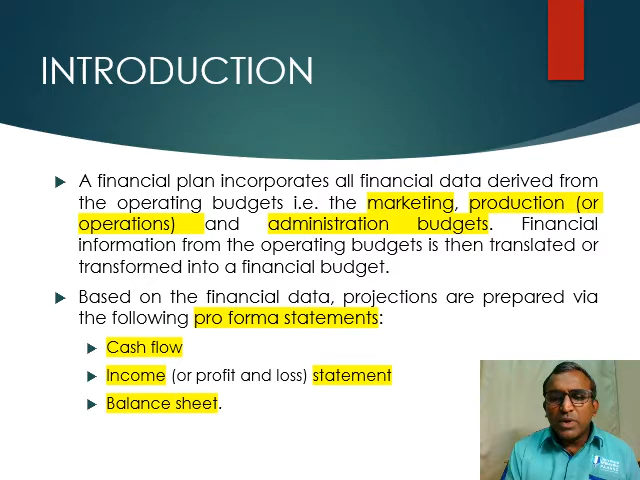 INTRODUCTION
A financial plan incorporates all financial data derived from
the operating budgets i.e. the marketing, production (or
operations) and administration budgets. Financial
information from the operating budgets is then translated or
transformed into a financial budget.
Based on the financial data, projections are prepared via
the following pro forma statements:
Cash flow
Income (or profit and loss) statement
Balance sheet.